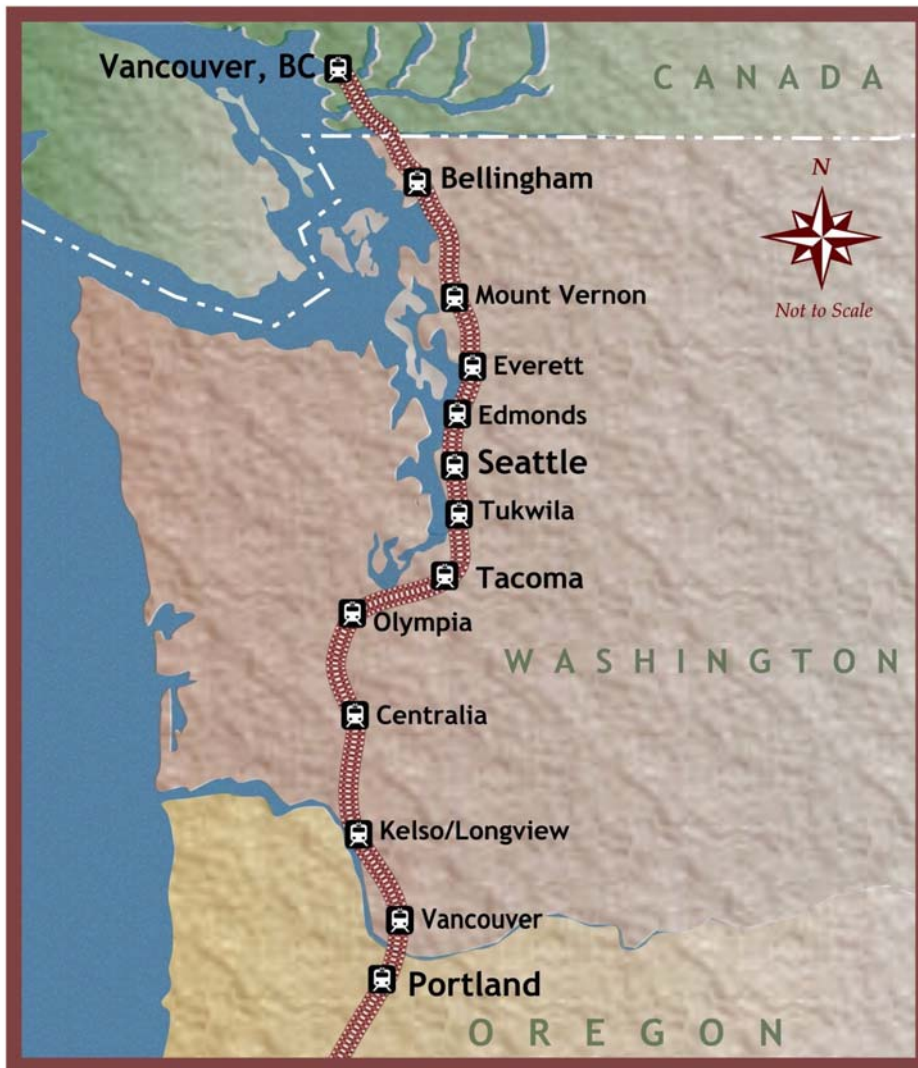 Vancouver, BC
CANADA
N
Bellingham
Not to Scale
Mount Vernon
Everett
Edmonds
Seattle
Tukwila
Tacoma
Olympia
WASHINGTON
Centralia
Kelso/Longview
Vancouver
Portland
OREGON